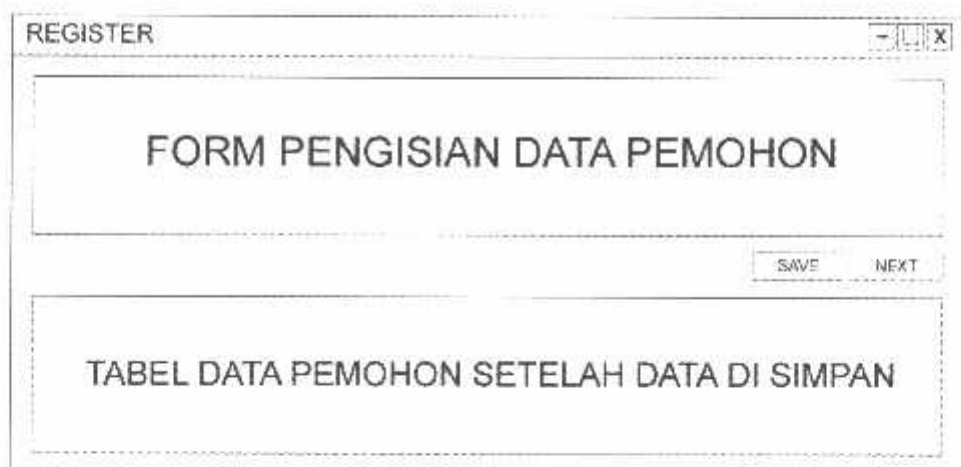 REGISTER
X
FORM PENGISIAN DATA PEMOHON
SAVE NEXT
TABEL DATA PEMOHON SETELAH DATA DI SIMPAN